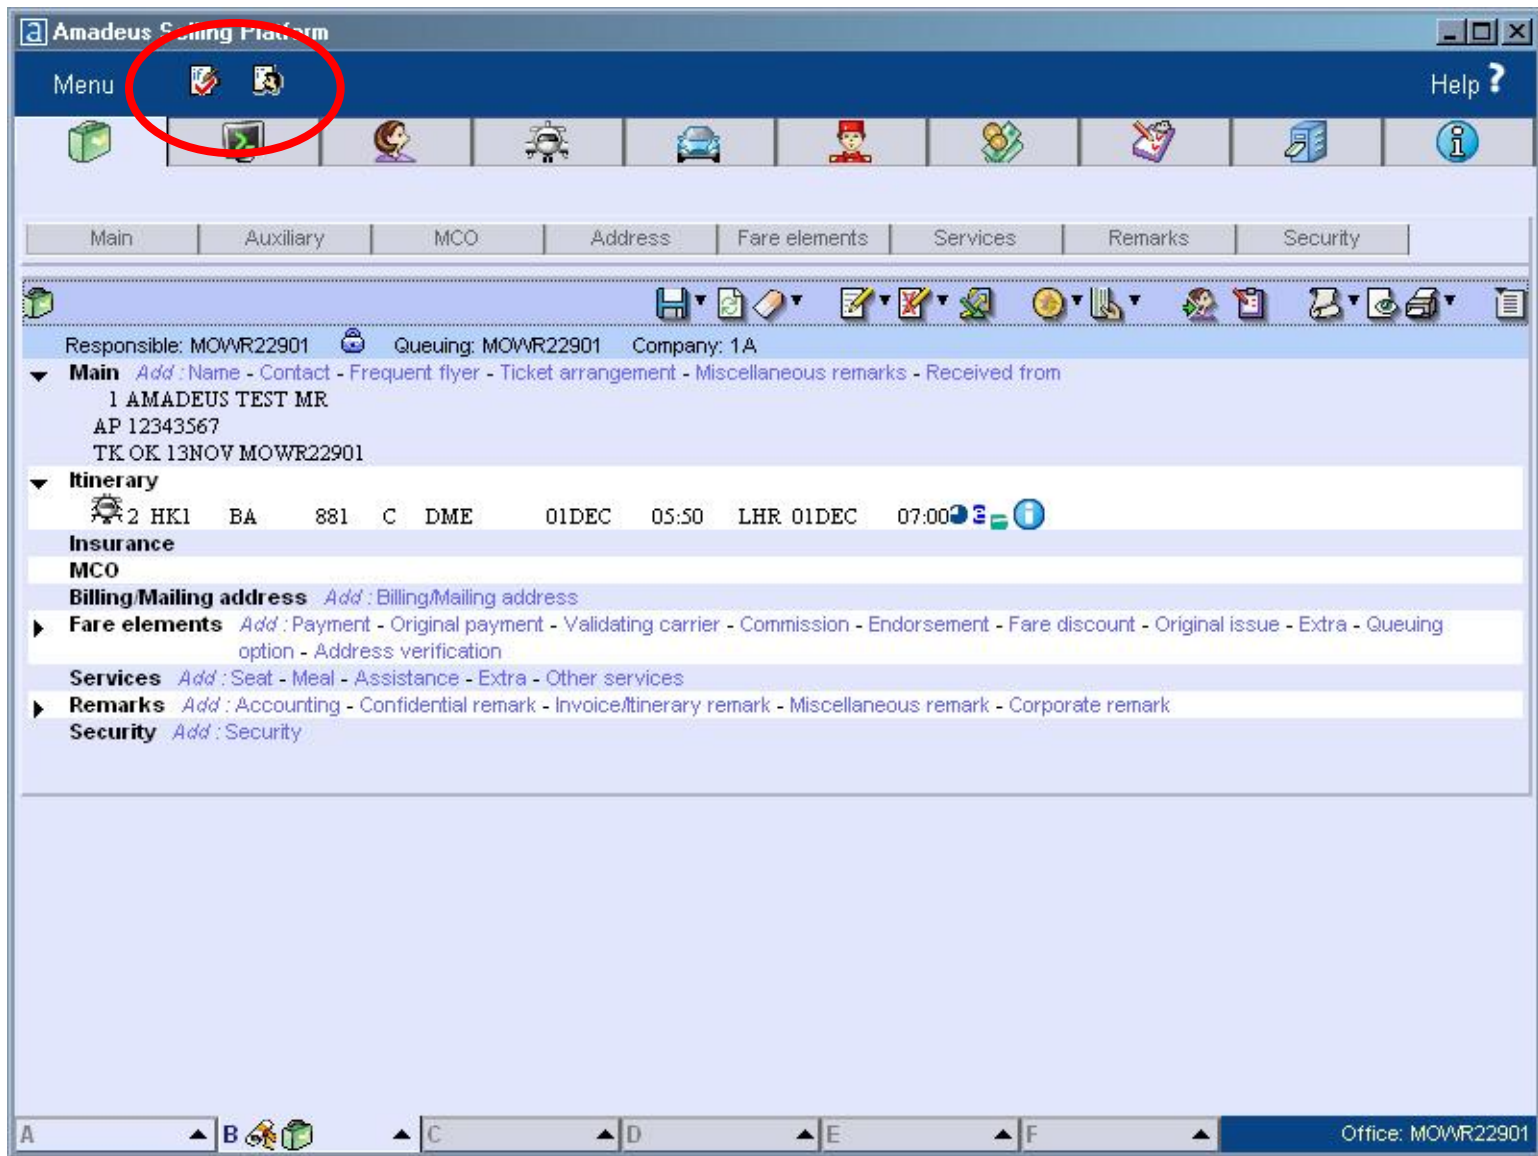 Amadeus Selling Platform
Menu Help ?
Main Auxiliary MCO Address Fare elements Services Remarks Security
Responsible: MOWR22901 Queuing: MOWR22901 Company: 1A
Main Add : Name - Contact - Frequent flyer - Ticket arrangement - Miscellaneous remarks - Received from
1 AMADEUS TEST MR
AP 12343567
TK OK 13NOV MOWR22901
Itinerary
2 HK1 BA 881 C DME 01DEC 05:50 LHR 01DEC 07:00
Insurance
MCO
Billing/Mailing address Add : Billing/Mailing address
Fare elements Add : Payment - Original payment - Validating carrier - Commission - Endorsement - Fare discount - Original issue - Extra - Queuing
option - Address verification
Services Add : Seat - Meal - Assistance - Extra - Other services
Remarks Add : Accounting - Confidential remark - Invoice/Itinerary remark - Miscellaneous remark - Corporate remark
Security Add : Security
A B C D E F Office: MOWR22901